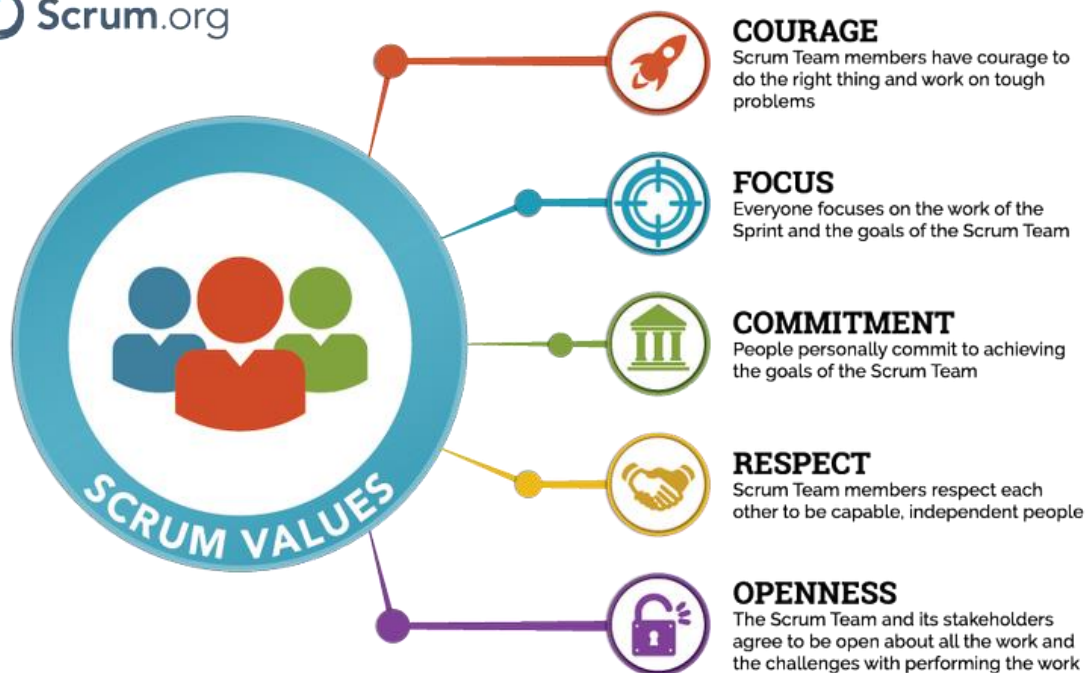 Scrum.org
COURAGE
Scrum Team members have courage to
do the right thing and work on tough
problems
FOCUS
Everyone focuses on the work of the
Sprint and the goals of the Scrum Team
COMMITMENT
People personally commit to achieving
the goals of the Scrum Team
RESPECT
Scrum Team members respect each
other to be capable, independent people
OPENNESS
The Scrum Team and its stakeholders
agree to be open about all the work and
the challenges with performing the work
SCRUM VALUES